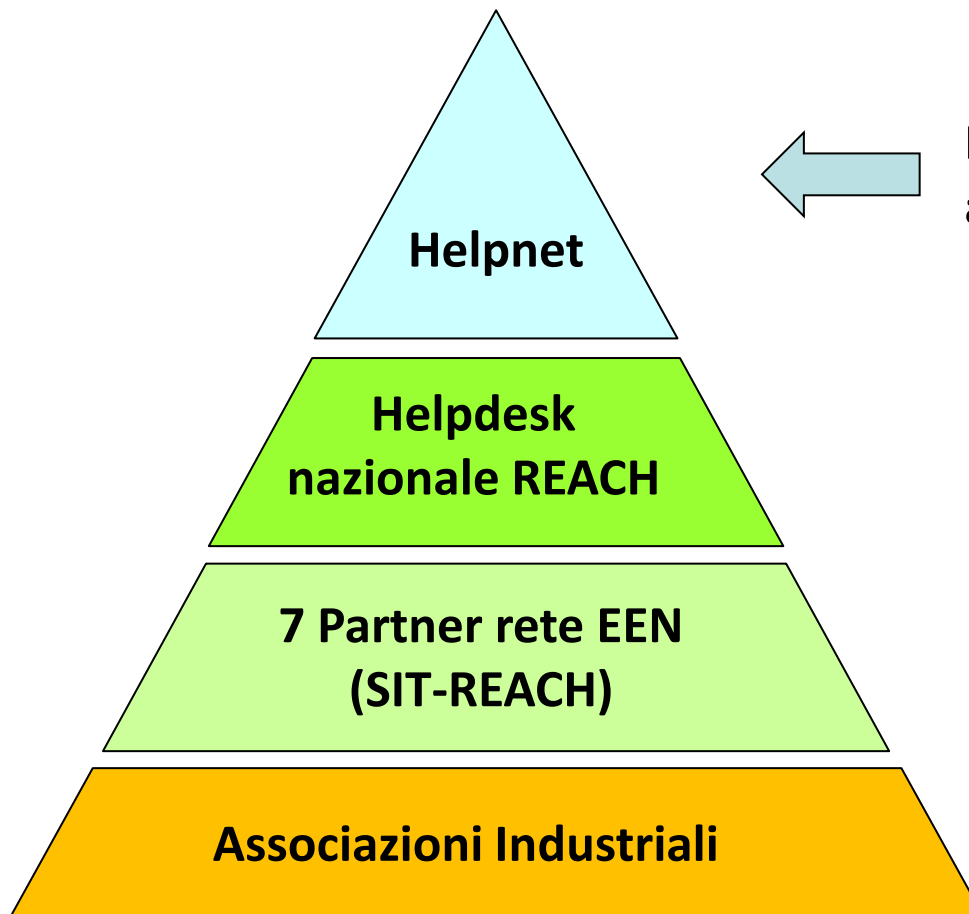 Helpnet
Helpdesk
nazionale REACH
7 Partner rete EEN
(SIT-REACH)
Associazioni Industriali